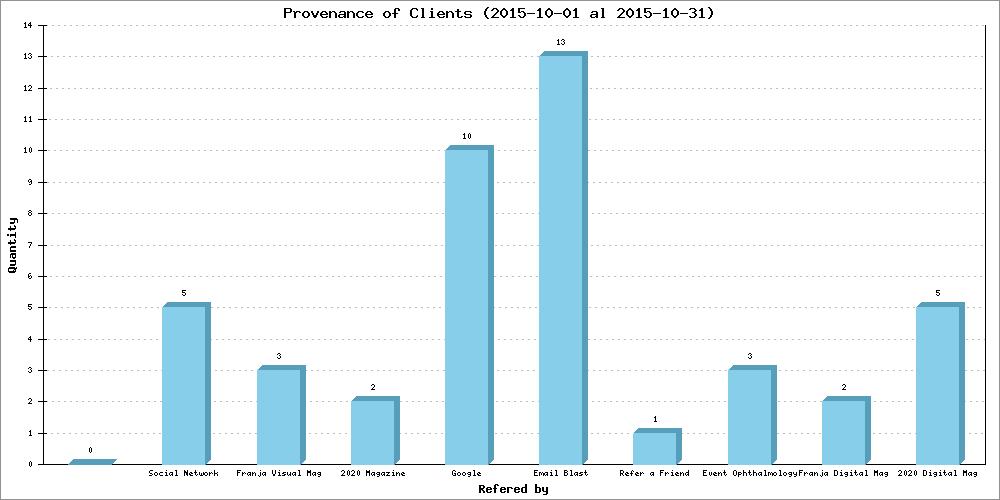 Provenance of Clients (2015-10-01 al 2015-10-31)
14
13
12
11
10
9
8
7
6
5
4
3
2
1
0
Quantity
0
5
3
2
10
13
1
3
2
5
Social Network
Franja Visual Mag
2020 Magazine
Google
Email Blast
Refer a Friend
Event Ophthalmology
Franja Digital Mag
2020 Digital Mag
Refered by